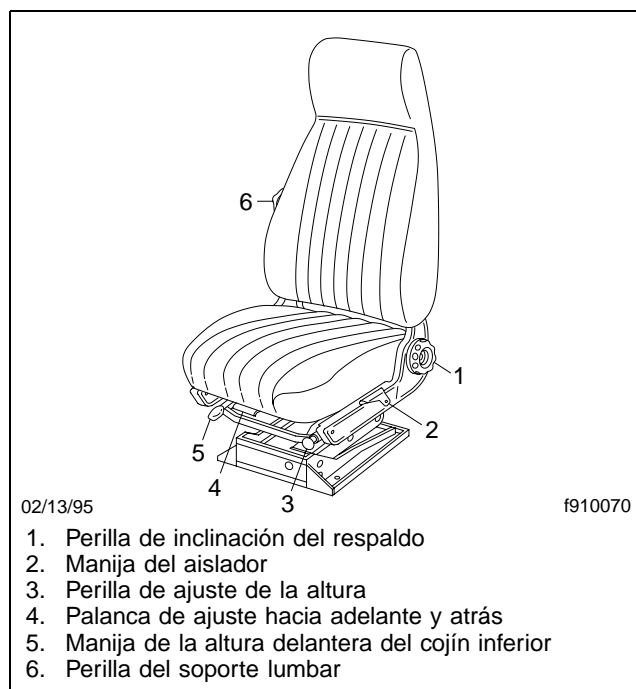 6
1
2
5
4
3
02/13/95 f910070
1. Perilla de inclinación del respaldo
2. Manija del aislador
3. Perilla de ajuste de la altura
4. Palanca de ajuste hacia adelante y atrás
5. Manija de la altura delantera del cojín inferior
6. Perilla del soporte lumbar